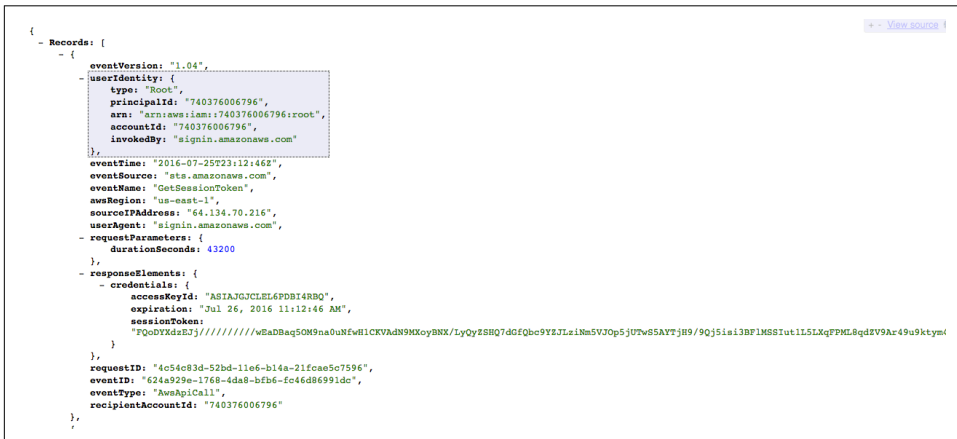 + - View source
{
- Records: [
- {
eventVersion: "1.04",
- userIdentity: {
type: "Root",
principalId: "740376006796",
arn: "arn:aws:iam::740376006796:root",
accountId: "740376006796",
invokedBy: "signin.amazonaws.com"
},
eventTime: "2016-07-25T23:12:46Z",
eventSource: "sts.amazonaws.com",
eventName: "GetSessionToken",
awsRegion: "us-east-1",
sourceIPAddress: "64.134.70.216",
userAgent: "signin.amazonaws.com",
- requestParameters: {
durationSeconds: 43200
},
- responseElements: {
- credentials: {
accessKeyId: "ASIAJGJCLEL6PDBI4RBQ",
expiration: "Jul 26, 2016 11:12:46 AM",
sessionToken:
"FQoDYXdzEJj//////////wEaDBaq5OM9na0uNfwH1CKVAdN9MXoyBNX/LyQyZSHQ7dGfQbc9YZJLziNm5VJOp5jUTwS5AYTjH9/9Qj5isi3BFlMSSIutlL5LXqFPML8qdZV9Ar49u9ktym
}
},
requestID: "4c54c83d-52bd-11e6-b14a-21fcae5c7596",
eventID: "624a929e-1768-4da8-bfb6-fc46d86991dc",
eventType: "AwsApiCall",
recipientAccountId: "740376006796"
},